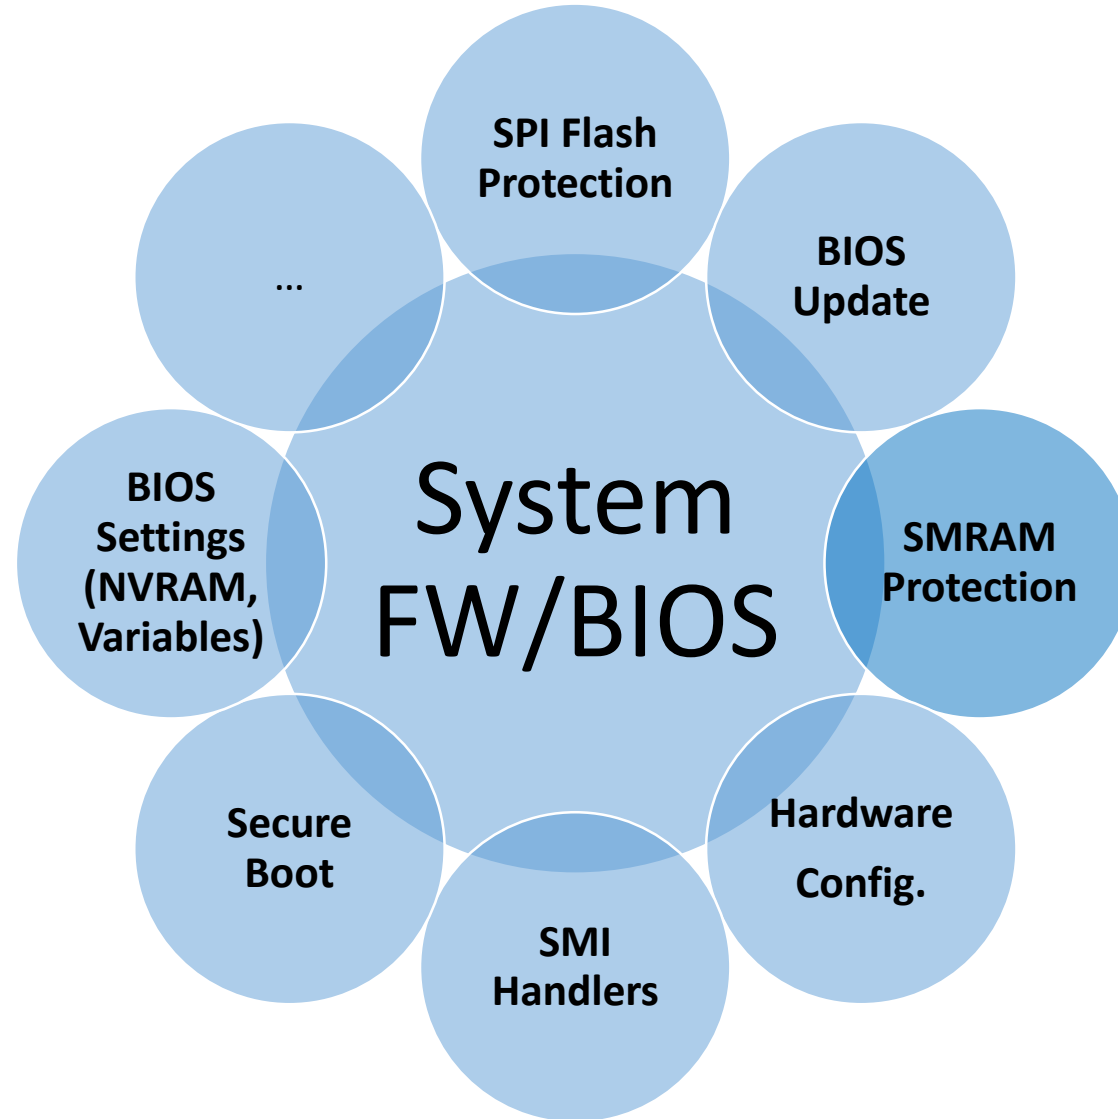 SPI Flash
Protection
BIOS
Update
SMRAM
Protection
Hardware
Config.
SMI
Handlers
Secure
Boot
BIOS
Settings
(NVRAM,
Variables)
...
System
FW/BIOS